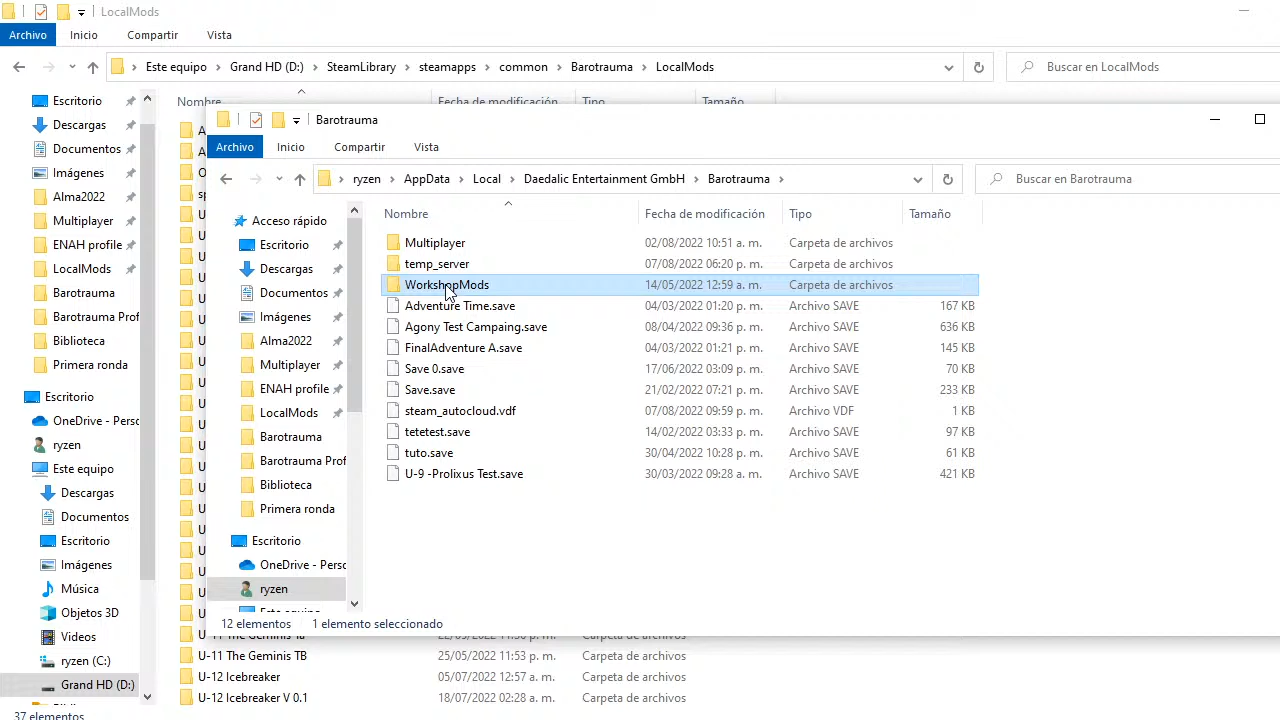 LocalMods
Archivo Inicio Compartir Vista
Este equipo Grand HD (D:) SteamLibrary steamapps common Barotrauma LocalMods
Buscar en LocalMods
Nombre Fecha de modificación Tipo Tamaño
Escritorio
Descargas
Documentos
Imágenes
Alma2022
Multiplayer
ENAH profile
LocalMods
Barotrauma
Barotrauma Prof
Biblioteca
Primera ronda
Escritorio
OneDrive - Persc
ryzen
Este equipo
Descargas
Documentos
Escritorio
Imágenes
Música
Objetos 3D
Videos
ryzen (C:)
Grand HD (D:)
37 elementos
Barotrauma
Archivo Inicio Compartir Vista
ryzen AppData Local Daedalic Entertainment GmbH Barotrauma
Buscar en Barotrauma
Acceso rápido
Escritorio
Descargas
Documentos
Imágenes
Alma2022
Multiplayer
ENAH profile
LocalMods
Barotrauma
Barotrauma Prof
Biblioteca
Primera ronda
Escritorio
OneDrive - Persc
ryzen
Nombre Fecha de modificación Tipo Tamaño
Multiplayer 02/08/2022 10:51 a. m. Carpeta de archivos
temp_server 07/08/2022 06:20 p. m. Carpeta de archivos
WorkshopMods 14/05/2022 12:59 a. m. Carpeta de archivos
Adventure Time.save 04/03/2022 01:20 p. m. Archivo SAVE 167 KB
Agony Test Campaing.save 08/04/2022 09:36 p. m. Archivo SAVE 636 KB
FinalAdventure A.save 04/03/2022 01:21 p. m. Archivo SAVE 145 KB
Save 0.save 17/06/2022 03:09 p. m. Archivo SAVE 70 KB
Save.save 21/02/2022 07:21 p. m. Archivo SAVE 233 KB
steam_autocloud.vdf 07/08/2022 09:59 p. m. Archivo VDF 1 KB
tetetest.save 14/02/2022 03:33 p. m. Archivo SAVE 97 KB
tuto.save 30/04/2022 10:28 p. m. Archivo SAVE 61 KB
U-9 -Prolixus Test.save 30/03/2022 09:28 a. m. Archivo SAVE 421 KB
12 elementos 1 elemento seleccionado
U-11 The Geminis TB 25/05/2022 11:53 p. m. Carpeta de archivos
U-12 Icebreaker 05/07/2022 12:57 a. m. Carpeta de archivos
U-12 Icebreaker V 0.1 18/07/2022 02:28 a. m. Carpeta de archivos